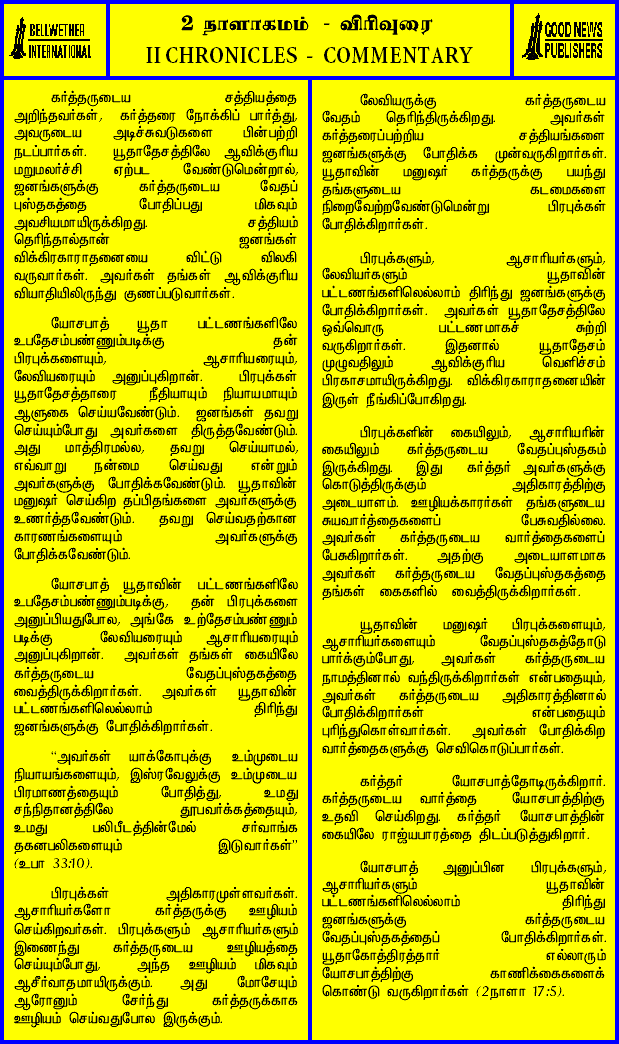 BELLWETHER
INTERNATIONAL
2 நாளாகமம் - விரிவுரை
II CHRONICLES - COMMENTARY
GOOD NEWS
PUBLISHERS
கர்த்தருடைய சத்தியத்தை
அறிந்தவர்கள், கர்த்தரை நோக்கிப் பார்த்து,
அவருடைய அடிச்சுவடுகளை பின்பற்றி
நடப்பார்கள். யூதாதேசத்திலே ஆவிக்குரிய
மறுமலர்ச்சி ஏற்பட வேண்டுமென்றால்,
ஜனங்களுக்கு கர்த்தருடைய வேதப்
புஸ்தகத்தை போதிப்பது மிகவும்
அவசியமாயிருக்கிறது. சத்தியம்
தெரிந்தால்தான் ஜனங்கள்
விக்கிரகாராதனையை விட்டு விலகி
வருவார்கள். அவர்கள் தங்கள் ஆவிக்குரிய
வியாதியிலிருந்து குணப்படுவார்கள்.
யோசபாத் யூதா பட்டணங்களிலே
உபதேசம்பண்ணும்படிக்கு தன்
பிரபுக்களையும், ஆசாரியரையும்,
லேவியரையும் அனுப்புகிறான். பிரபுக்கள்
யூதாதேசத்தாரை நீதியாயும் நியாயமாயும்
ஆளுகை செய்யவேண்டும். ஜனங்கள் தவறு
செய்யும்போது அவர்களை திருத்தவேண்டும்.
அது மாத்திரமல்ல, தவறு செய்யாமல்,
எவ்வாறு நன்மை செய்வது என்றும்
அவர்களுக்கு போதிக்கவேண்டும். யூதாவின்
மனுஷர் செய்கிற தப்பிதங்களை அவர்களுக்கு
உணர்த்தவேண்டும். தவறு செய்வதற்கான
காரணங்களையும் அவர்களுக்கு
போதிக்கவேண்டும்.
யோசபாத் யூதாவின் பட்டணங்களிலே
உபதேசம்பண்ணும்படிக்கு, தன் பிரபுக்களை
அனுப்பியதுபோல, அங்கே உற்தேசம்பண்ணும்
படிக்கு லேவியரையும் ஆசாரியரையும்
அனுப்புகிறான். அவர்கள் தங்கள் கையிலே
கர்த்தருடைய வேதப்புஸ்தகத்தை
வைத்திருக்கிறார்கள். அவர்கள் யூதாவின்
பட்டணங்களிலெல்லாம் திரிந்து
ஜனங்களுக்கு போதிக்கிறார்கள்.
“அவர்கள் யாக்கோபுக்கு உம்முடைய
நியாயங்களையும், இஸ்ரவேலுக்கு உம்முடைய
பிரமாணத்தையும் போதித்து, உமது
சந்நிதானத்திலே தூபவர்க்கத்தையும்,
உமது பலிபீடத்தின்மேல் சர்வாங்க
தகனபலிகளையும் இடுவார்கள்”
(உபா 33:10).
பிரபுக்கள் அதிகாரமுள்ளவர்கள்.
ஆசாரியர்களோ கர்த்தருக்கு ஊழியம்
செய்கிறவர்கள். பிரபுக்களும் ஆசாரியர்களும்
இணைந்து கர்த்தருடைய ஊழியத்தை
செய்யும்போது, அந்த ஊழியம் மிகவும்
ஆசீர்வாதமாயிருக்கும். அது மோசேயும்
ஆரோனும் சேர்ந்து கர்த்தருக்காக
ஊழியம் செய்வதுபோல இருக்கும்.
லேவியருக்கு கர்த்தருடைய
வேதம் தெரிந்திருக்கிறது. அவர்கள்
கர்த்தரைப்பற்றிய சத்தியங்களை
ஜனங்களுக்கு போதிக்க முன்வருகிறார்கள்.
யூதாவின் மனுஷர் கர்த்தருக்கு பயந்து
தங்களுடைய கடமைகளை
நிறைவேற்றவேண்டுமென்று பிரபுக்கள்
போதிக்கிறார்கள்.
பிரபுக்களும், ஆசாரியர்களும்,
லேவியர்களும் யூதாவின்
பட்டணங்களிலெல்லாம் திரிந்து ஜனங்களுக்கு
போதிக்கிறார்கள். அவர்கள் யூதாதேசத்திலே
ஒவ்வொரு பட்டணமாகச் சுற்றி
வருகிறார்கள். இதனால் யூதாதேசம்
முழுவதிலும் ஆவிக்குரிய வெளிச்சம்
பிரகாசமாயிருக்கிறது. விக்கிரகாராதனையின்
இருள் நீங்கிப்போகிறது.
பிரபுக்களின் கையிலும், ஆசாரியரின்
கையிலும் கர்த்தருடைய வேதப்புஸ்தகம்
இருக்கிறது. இது கர்த்தர் அவர்களுக்கு
கொடுத்திருக்கும் அதிகாரத்திற்கு
அடையாளம். ஊழியக்காரர்கள் தங்களுடைய
சுயவார்த்தைகளைப் பேசுவதில்லை.
அவர்கள் கர்த்தருடைய வார்த்தைகளைப்
பேசுகிறார்கள். அதற்கு அடையாளமாக
அவர்கள் கர்த்தருடைய வேதப்புஸ்தகத்தை
தங்கள் கைகளில் வைத்திருக்கிறார்கள்.
யூதாவின் மனுஷர் பிரபுக்களையும்,
ஆசாரியர்களையும் வேதப்புஸ்தகத்தோடு
பார்க்கும்போது, அவர்கள் கர்த்தருடைய
நாமத்தினால் வந்திருக்கிறார்கள் என்பதையும்,
அவர்கள் கர்த்தருடைய அதிகாரத்தினால்
போதிக்கிறார்கள் என்பதையும்
புரிந்துகொள்வார்கள். அவர்கள் போதிக்கிற
வார்த்தைகளுக்கு செவிகொடுப்பார்கள்.
கர்த்தர் யோசபாத்தோடிருக்கிறார்.
கர்த்தருடைய வார்த்தை யோசபாத்திற்கு
உதவி செய்கிறது. கர்த்தர் யோசபாத்தின்
கையிலே ராஜ்யபாரத்தை திடப்படுத்துகிறார்.
யோசபாத் அனுப்பின பிரபுக்களும்,
ஆசாரியர்களும் யூதாவின்
பட்டணங்களிலெல்லாம் திரிந்து
ஜனங்களுக்கு கர்த்தருடைய
வேதப்புஸ்தகத்தைப் போதிக்கிறார்கள்.
யூதாகோத்திரத்தார் எல்லாரும்
யோசபாத்திற்கு காணிக்கைகளைக்
கொண்டு வருகிறார்கள் (2நாளா 17:5).